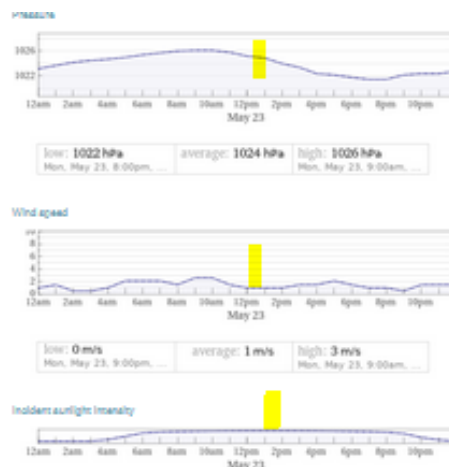 Pressure
1026
1022
12am 2am 4am 6am 8am 10am 12pm 2pm 4pm 6pm 8pm 10pm
May 23
low: 1022 hPa average: 1024 hPa high: 1026 hPa
Mon. May 23, 8:00pm, ... Mon. May 23, 9:00am, ...
Wind speed
10
8
6
4
2
0
12am 2am 4am 6am 8am 10am 12pm 2pm 4pm 6pm 8pm 10pm
May 23
low: 0 m/s average: 1 m/s high: 3 m/s
Mon. May 23, 9:00pm, ... Mon. May 23, 9:00am, ...
Incident sunlight intensity
12am 2am 4am 6am 8am 10am 12pm 2pm 4pm 6pm 8pm 10pm
May 23